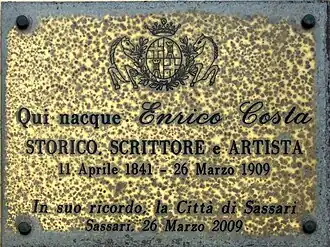 Qui nacque Enrico Costa
STORICO, SCRITTORE e ARTISTA
11 Aprile 1841 - 26 Marzo 1909
In suo ricordo, la Città di Sassari
Sassari, 26 Marzo 2009